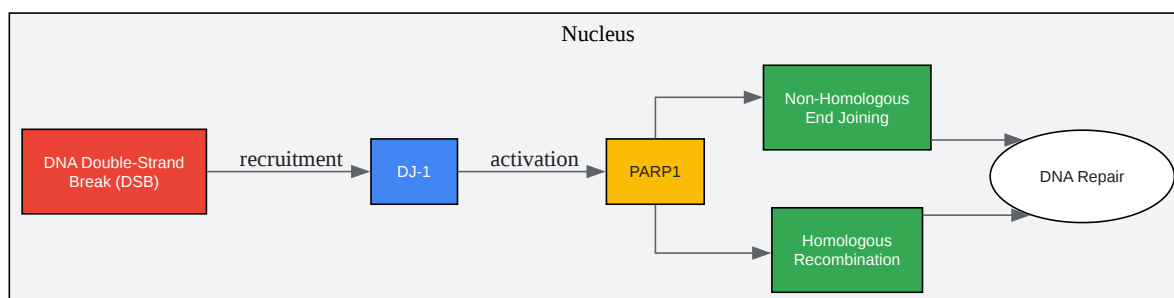 Nucleus
DNA Double-Strand
Break (DSB)
recruitment
DJ-1
activation
PARP1
Non-Homologous
End Joining
Homologous
Recombination
DNA Repair